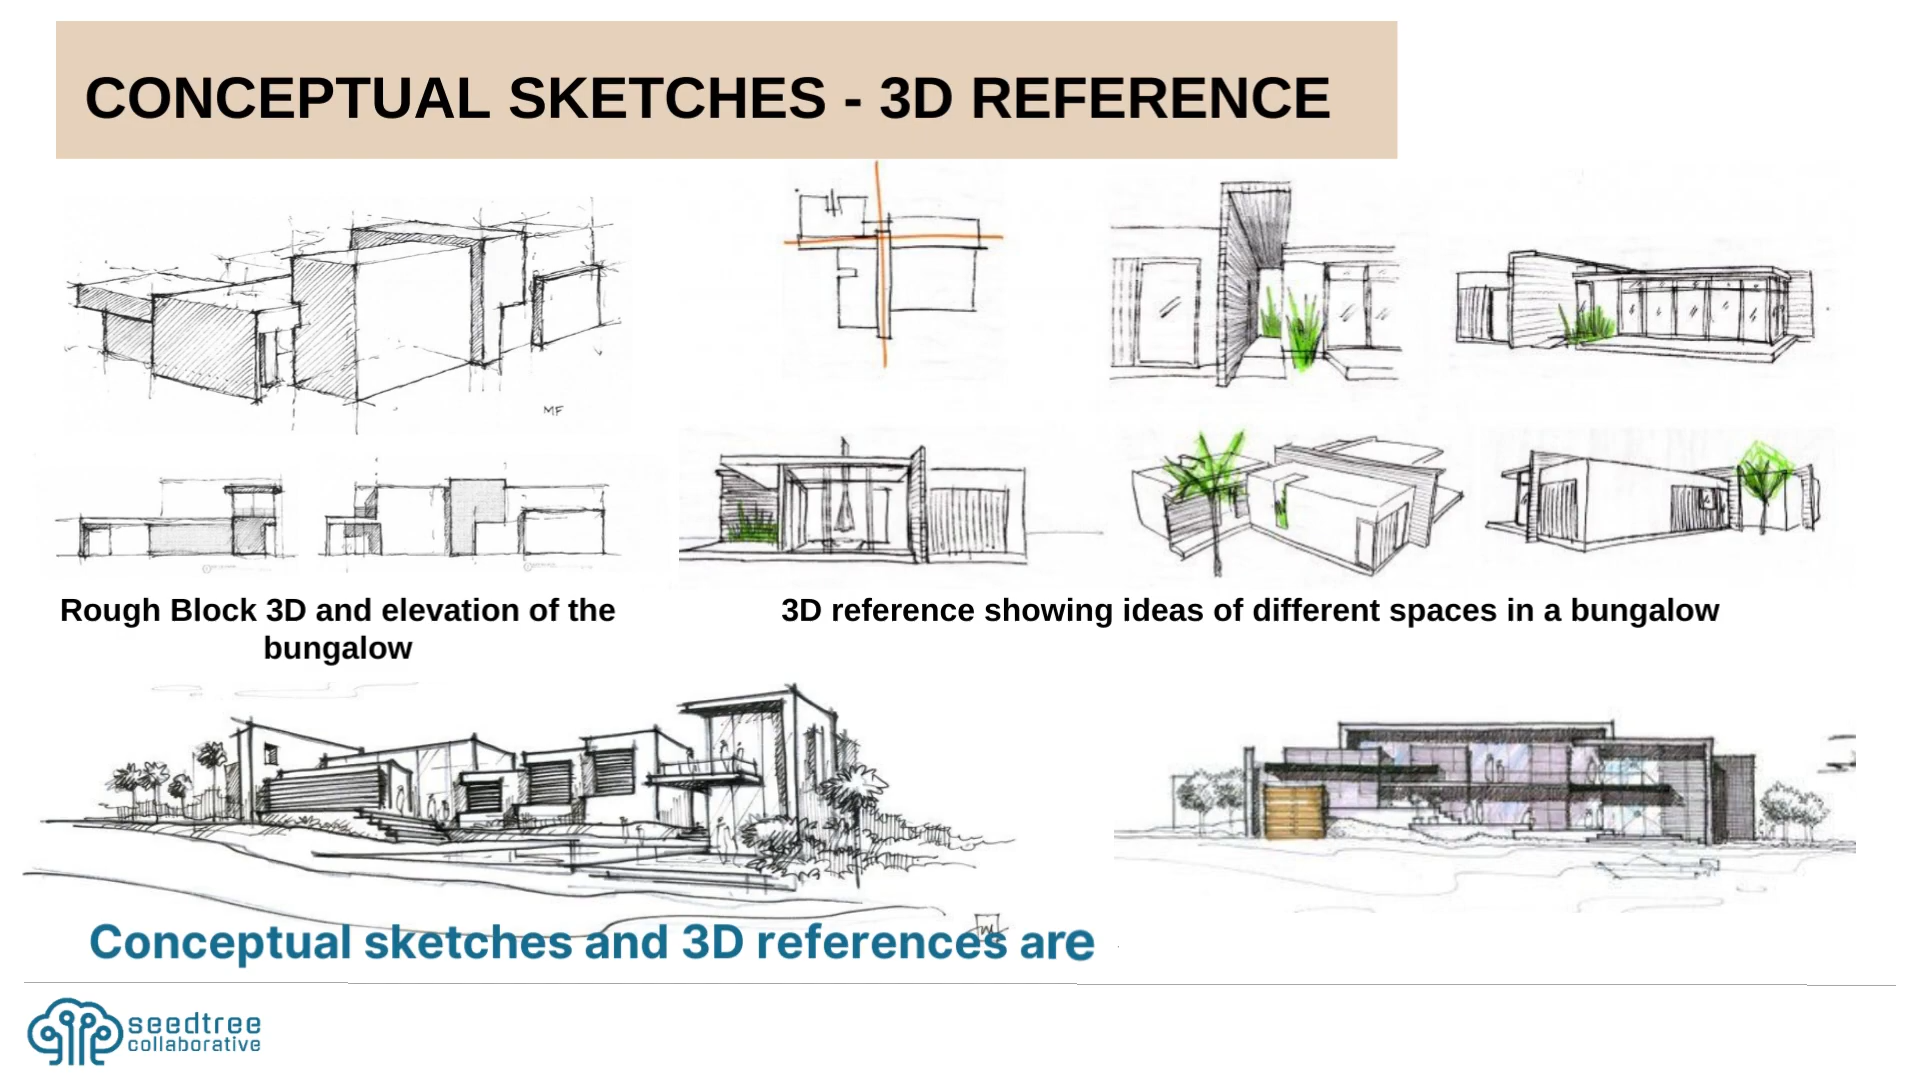 CONCEPTUAL SKETCHES - 3D REFERENCE
MF
Rough Block 3D and elevation of the
bungalow
3D reference showing ideas of different spaces in a bungalow
Conceptual sketches and 3D references are
seedtree
collaborative